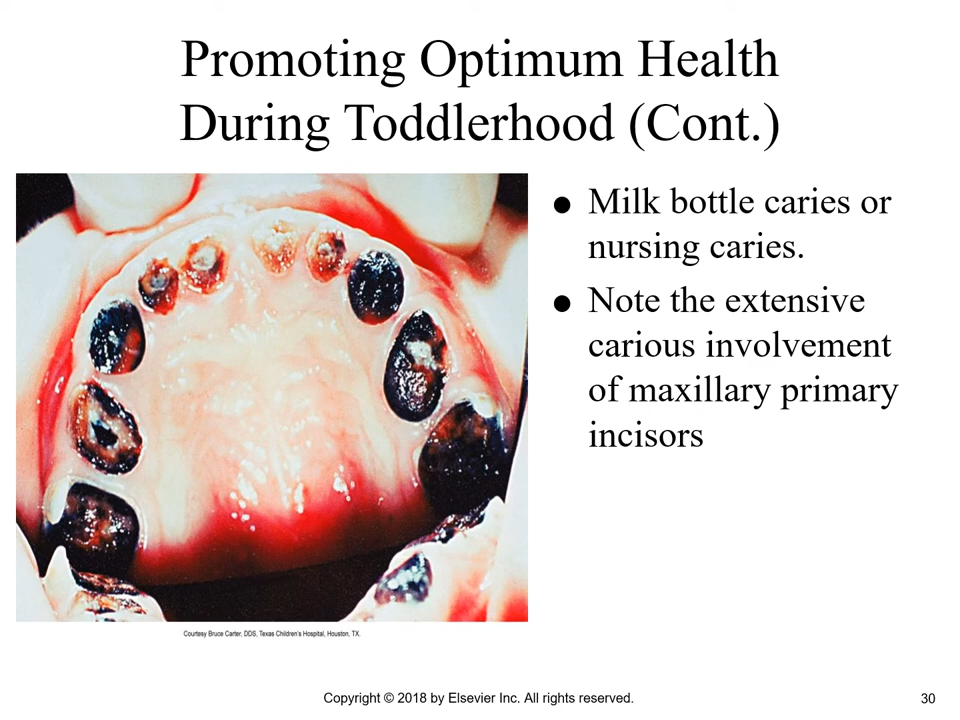 Promoting Optimum Health
During Toddlerhood (Cont.)
● Milk bottle caries or
nursing caries.
● Note the extensive
carious involvement
of maxillary primary
incisors
Courtesy Bruce Carter, DDS, Texas Children's Hospital, Houston, TX.
Copyright © 2018 by Elsevier Inc. All rights reserved.
30